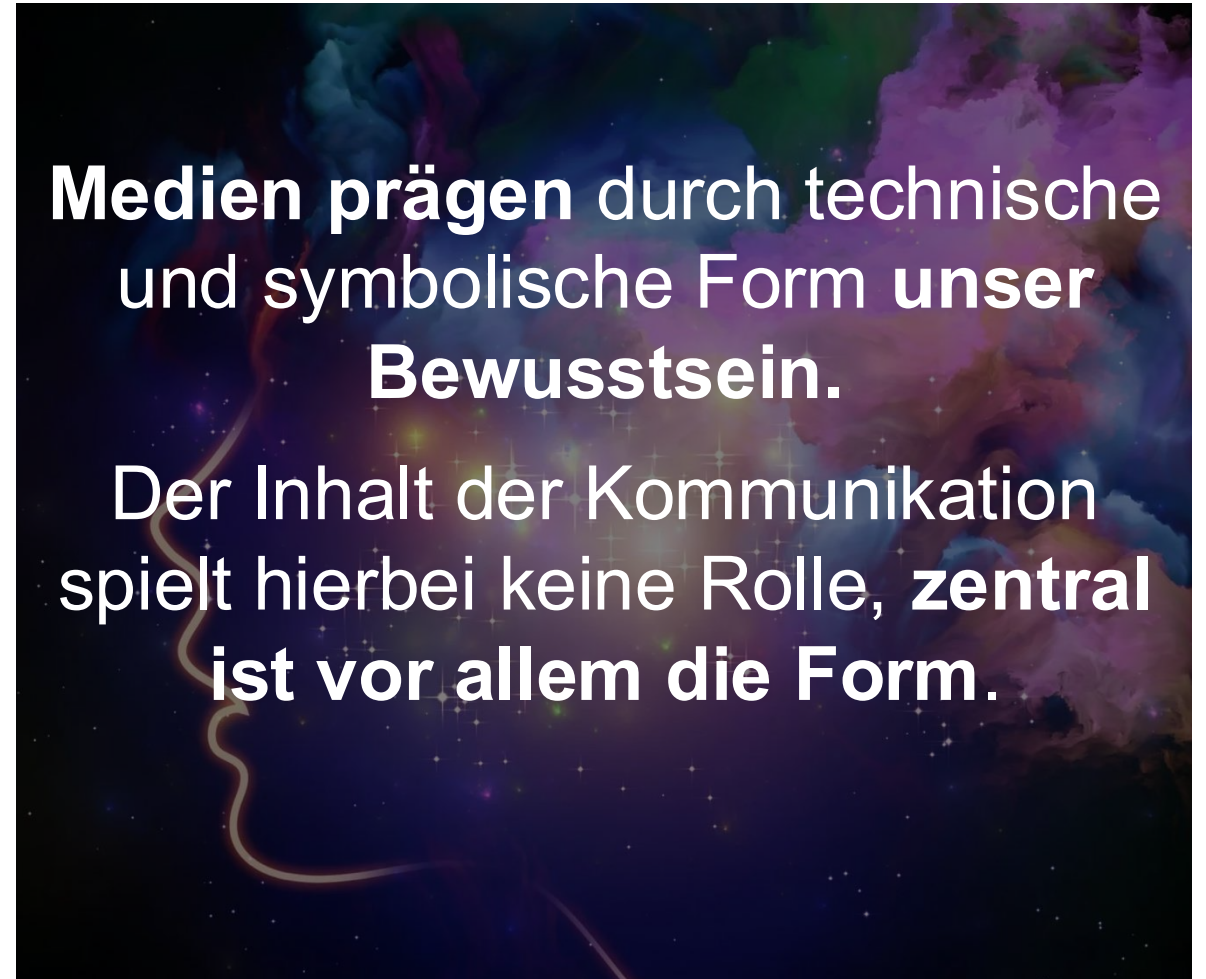 Medien prägen durch technische
und symbolische Form unser
Bewusstsein.
Der Inhalt der Kommunikation
spielt hierbei keine Rolle, zentral
ist vor allem die Form.